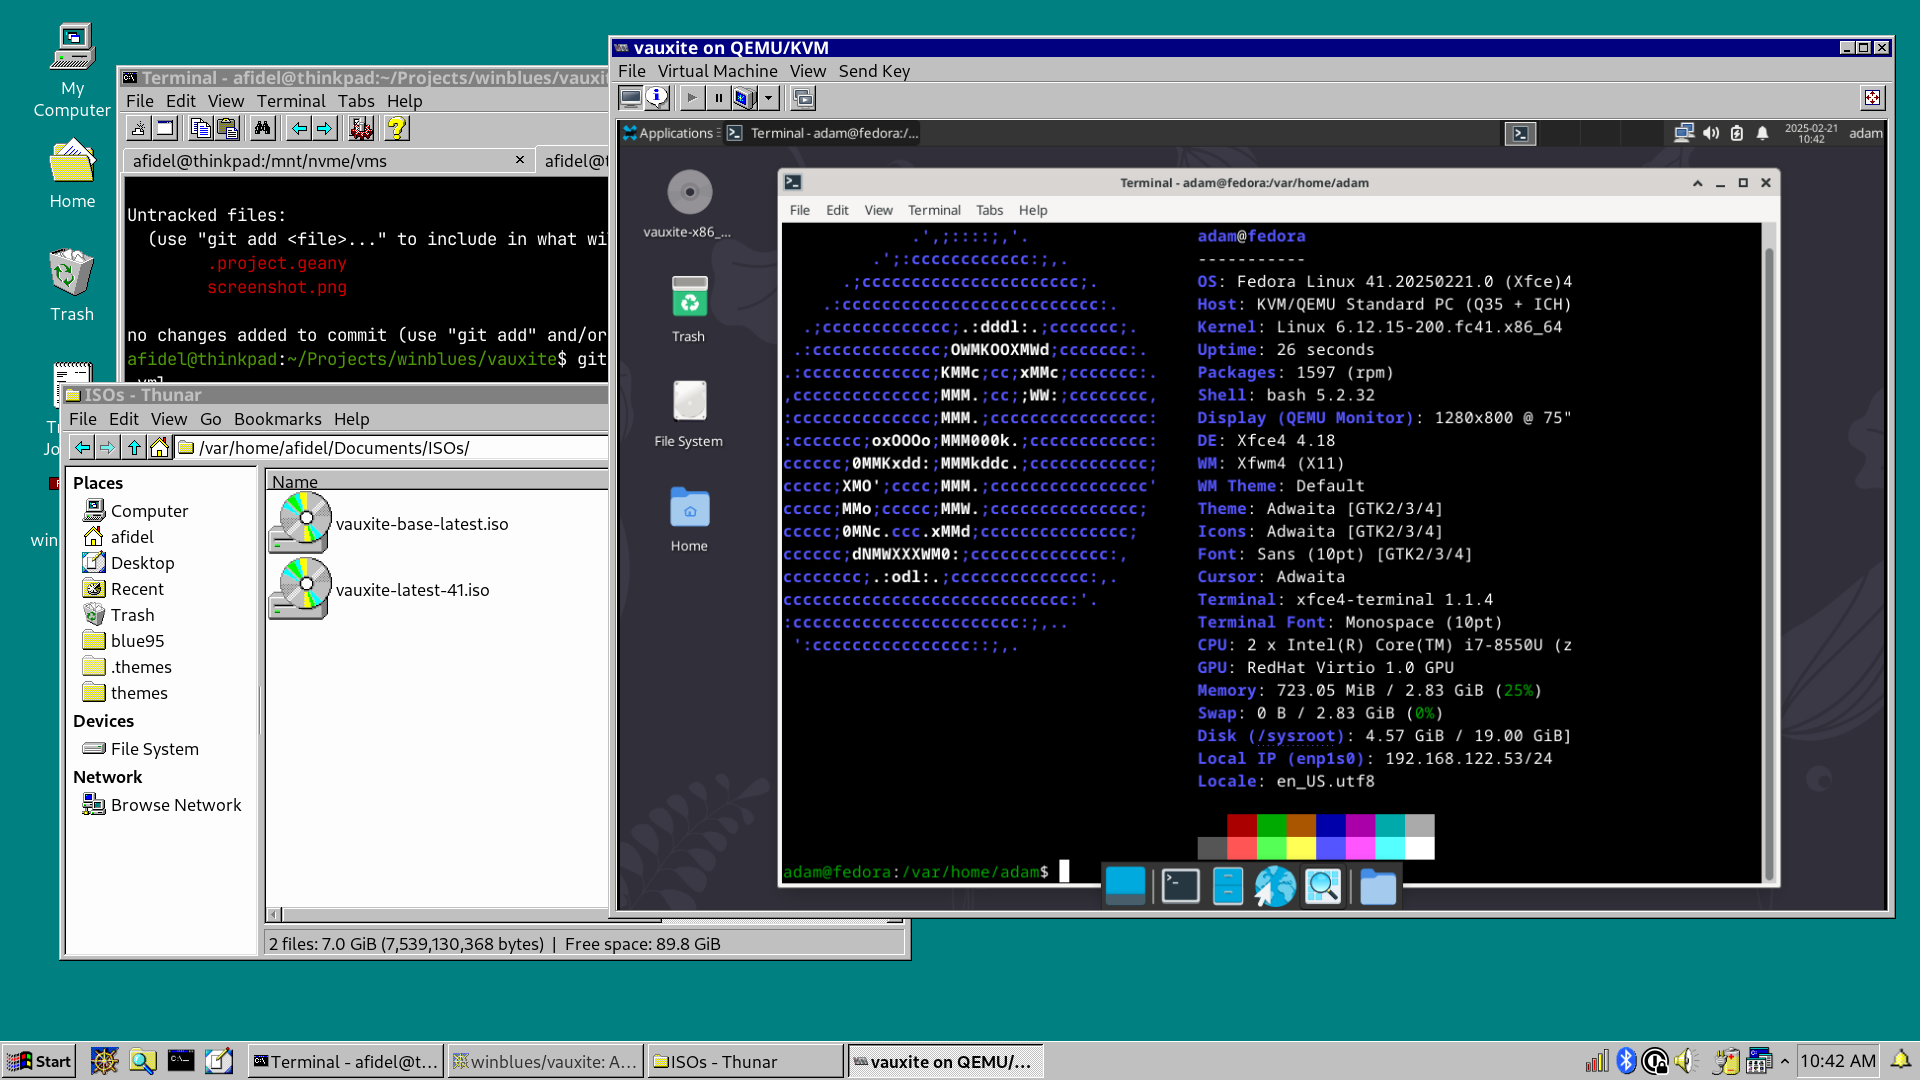 My
Computer
Home
Trash
Terminal - afidel@thinkpad:~/Projects/winblues/vauxit
File Edit View Terminal Tabs Help
afidel@thinkpad:/mnt/nvme/vms
afidel@t
Untracked files:
(use "git add <file>..." to include in what wi
.project.geany
screenshot.png
no changes added to commit (use "git add" and/or
afidel@thinkpad:~/Projects/winblues/vauxite$ git
ISOs - Thunar
File Edit View Go Bookmarks Help
/var/home/afidel/Documents/ISOs/
Places
Computer
afidel
Desktop
Recent
Trash
blue95
.themes
themes
Devices
File System
Network
Browse Network
Name
vauxite-base-latest.iso
vauxite-latest-41.iso
2 files: 7.0 GiB (7,539,130,368 bytes) | Free space: 89.8 GiB
vauxite on QEMU/KVM
File Virtual Machine View Send Key
Applications
Terminal - adam@fedora:/...
2025-02-21
10:42
adam
vauxite-x86_...
Trash
File System
Home
Terminal - adam@fedora:/var/home/adam
File Edit View Terminal Tabs Help
adam@fedora
-----------
OS: Fedora Linux 41.20250221.0 (Xfce)4
Host: KVM/QEMU Standard PC (Q35 + ICH)
Kernel: Linux 6.12.15-200.fc41.x86_64
Uptime: 26 seconds
Packages: 1597 (rpm)
Shell: bash 5.2.32
Display (QEMU Monitor): 1280x800 @ 75"
DE: Xfce4 4.18
WM: Xfwm4 (X11)
WM Theme: Default
Theme: Adwaita [GTK2/3/4]
Icons: Adwaita [GTK2/3/4]
Font: Sans (10pt) [GTK2/3/4]
Cursor: Adwaita
Terminal: xfce4-terminal 1.1.4
Terminal Font: Monospace (10pt)
CPU: 2 x Intel(R) Core(TM) i7-8550U (z
GPU: RedHat Virtio 1.0 GPU
Memory: 723.05 MiB / 2.83 GiB (25%)
Swap: 0 B / 2.83 GiB (0%)
Disk (/sysroot): 4.57 GiB / 19.00 GiB]
Local IP (enp1s0): 192.168.122.53/24
Locale: en_US.utf8
adam@fedora:/var/home/adam$
Start
Terminal - afidel@t...
winblues/vauxite: A...
ISOs - Thunar
vauxite on QEMU/...
10:42 AM